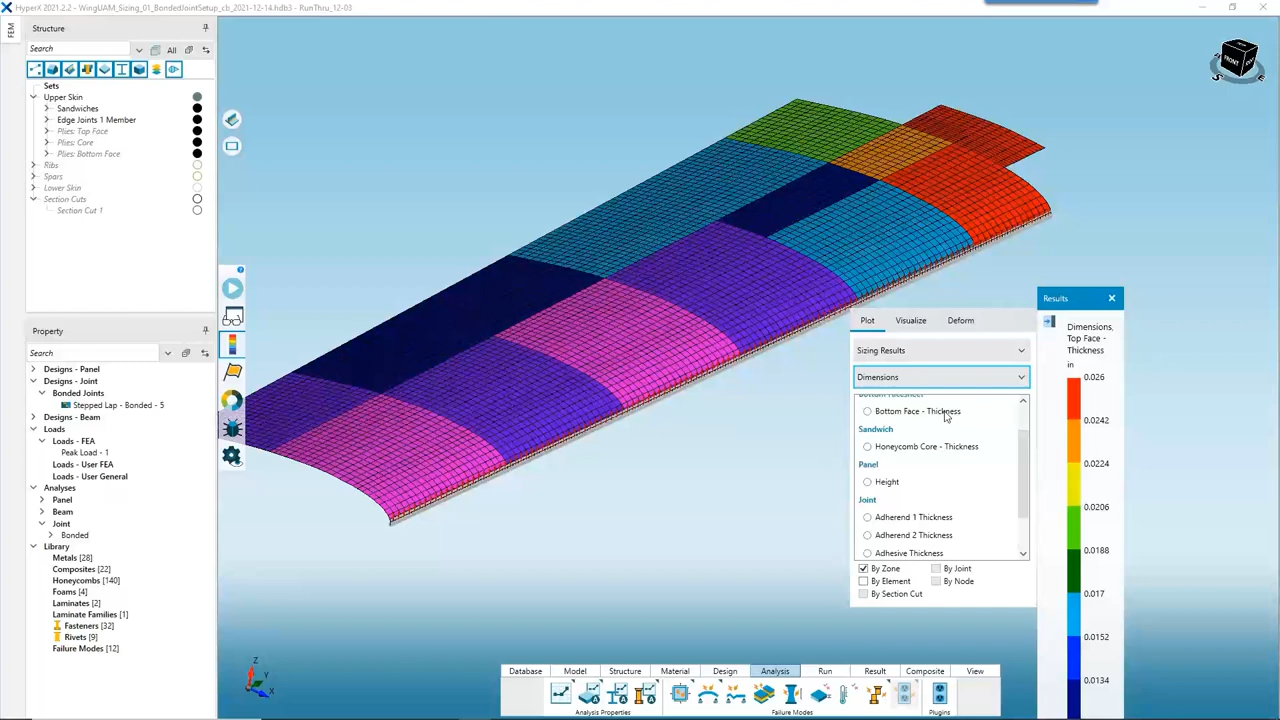 HyperX 2021.2.2 - WingUAM_Sizing_01_BondedJointSetup_cb_2021-12-14.hdb3 - RunThru_12-03
FEM
Structure
Search
All
Sets
Upper Skin
Sandwiches
Edge Joints 1 Member
Plies: Top Face
Plies: Core
Plies: Bottom Face
Ribs
Spars
Lower Skin
Section Cuts
Section Cut 1
Property
Search
Designs - Panel
Designs - Joint
Bonded Joints
Stepped Lap - Bonded - 5
Designs - Beam
Loads
Loads - FEA
Peak Load - 1
Loads - User FEA
Loads - User General
Analyses
Panel
Beam
Joint
Bonded
Library
Metals [28]
Composites [22]
Honeycombs [140]
Foams [4]
Laminates [2]
Laminate Families [1]
Fasteners [32]
Rivets [9]
Failure Modes [12]
FRONT
Plot
Visualize
Deform
Sizing Results
Dimensions
Bottom Facesheet
Bottom Face - Thickness
Sandwich
Honeycomb Core - Thickness
Panel
Height
Joint
Adherend 1 Thickness
Adherend 2 Thickness
Adhesive Thickness
By Zone
By Joint
By Element
By Node
By Section Cut
Results
Dimensions,
Top Face -
Thickness
in
0.026
0.0242
0.0224
0.0206
0.0188
0.017
0.0152
0.0134
Z
X
Database
Model
Structure
Material
Design
Analysis
Run
Result
Composite
View
Analysis Properties
Failure Modes
Plugins